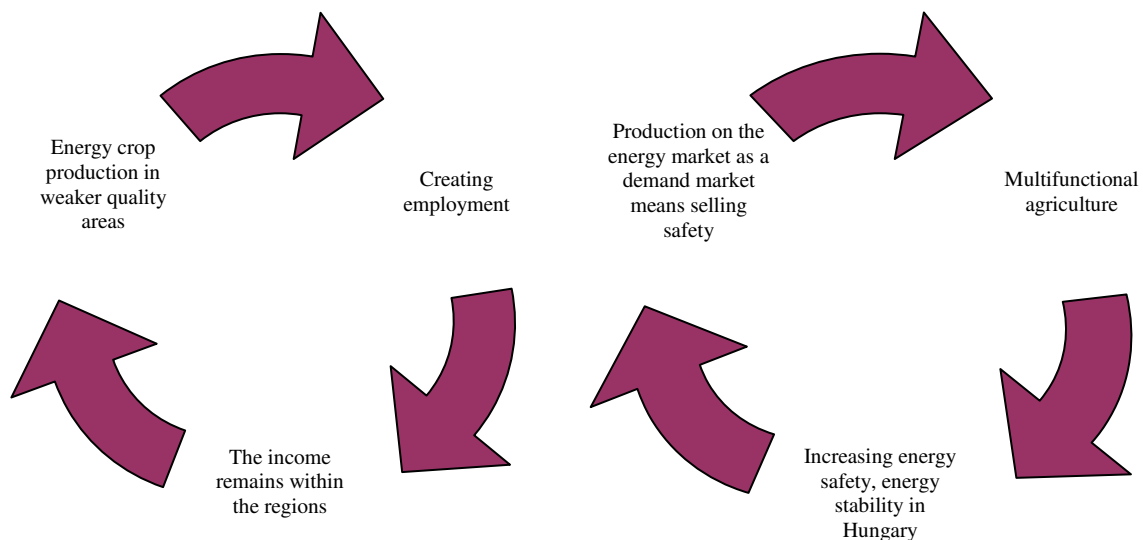 Energy crop
production in
weaker quality
areas
Creating
employment
The income
remains within
the regions
Production on the
energy market as a
demand market
means selling
safety
Multifunctional
agriculture
Increasing energy
safety, energy
stability in
Hungary